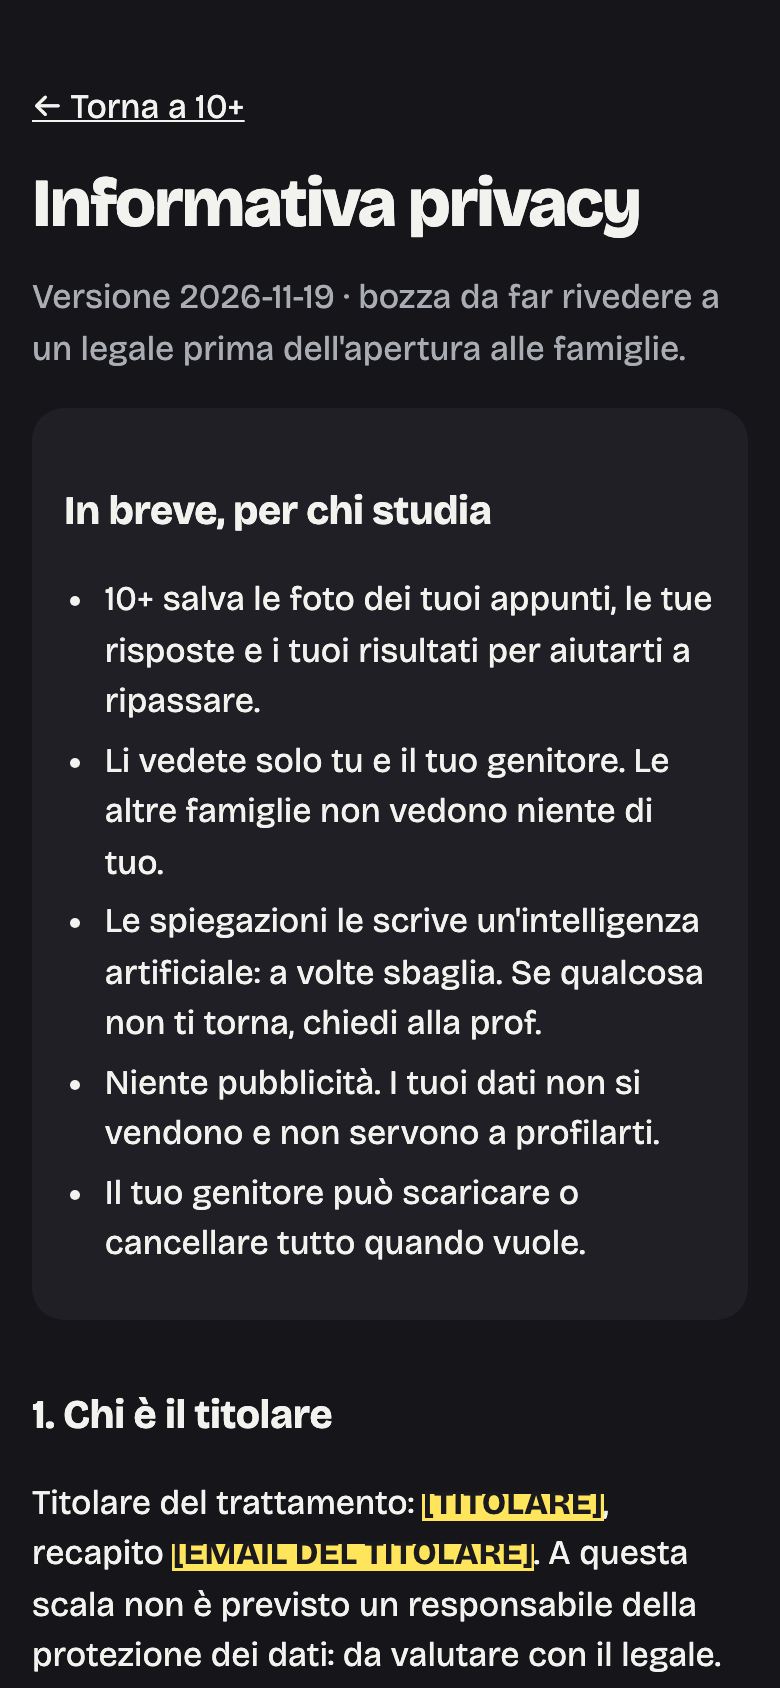 ← Torna a 10+
Informativa privacy
Versione 2026-11-19 · bozza da far rivedere a
un legale prima dell'apertura alle famiglie.
In breve, per chi studia
• 10+ salva le foto dei tuoi appunti, le tue
risposte e i tuoi risultati per aiutarti a
ripassare.
• Li vedete solo tu e il tuo genitore. Le
altre famiglie non vedono niente di
tuo.
• Le spiegazioni le scrive un'intelligenza
artificiale: a volte sbaglia. Se qualcosa
non ti torna, chiedi alla prof.
• Niente pubblicità. I tuoi dati non si
vendono e non servono a profilarti.
• Il tuo genitore può scaricare o
cancellare tutto quando vuole.
1. Chi è il titolare
Titolare del trattamento: [TITOLARE],
recapito [EMAIL DEL TITOLARE]. A questa
scala non è previsto un responsabile della
protezione dei dati: da valutare con il legale.